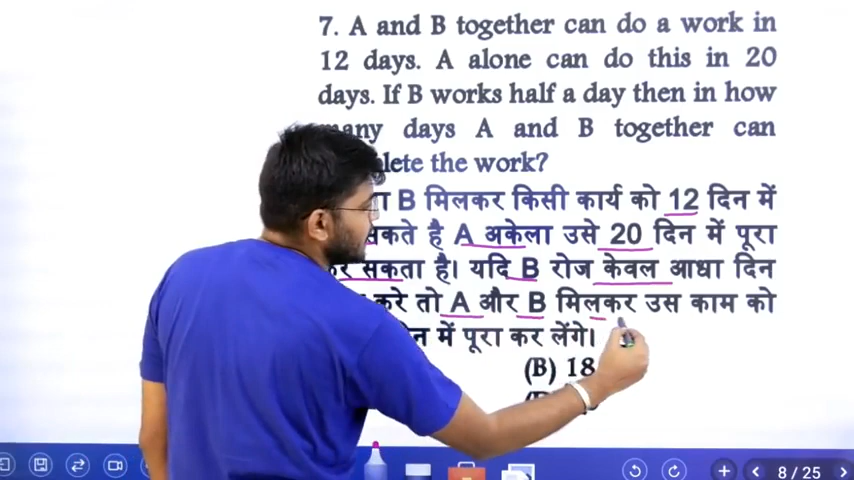 7. A and B together can do a work in
12 days. A alone can do this in 20
days. If B works half a day then in how
many days A and B together can
lete the work?
B मिलकर किसी कार्य को 12 दिन में
सकते है A अकेला उसे 20 दिन में पूरा
कर सकता है। यदि B रोज केवल आधा दिन
करे तो A और B मिलकर उस काम को
न में पूरा कर लेंगे।
(B) 18
8 / 25